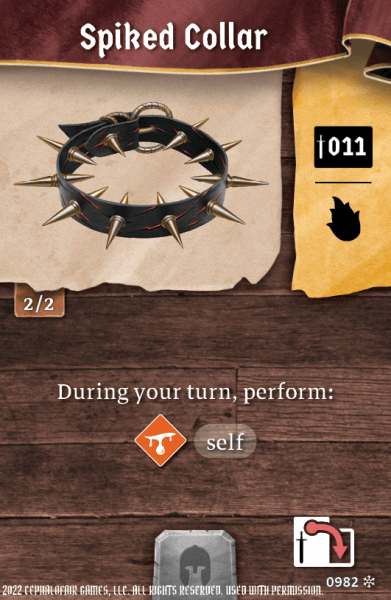 Spiked Collar
011
2/2
During your turn, perform:
self
0982
2022 CEPHALOFAIR GAMES, LLC. ALL RIGHTS RESERVED. USED WITH PERMISSION.